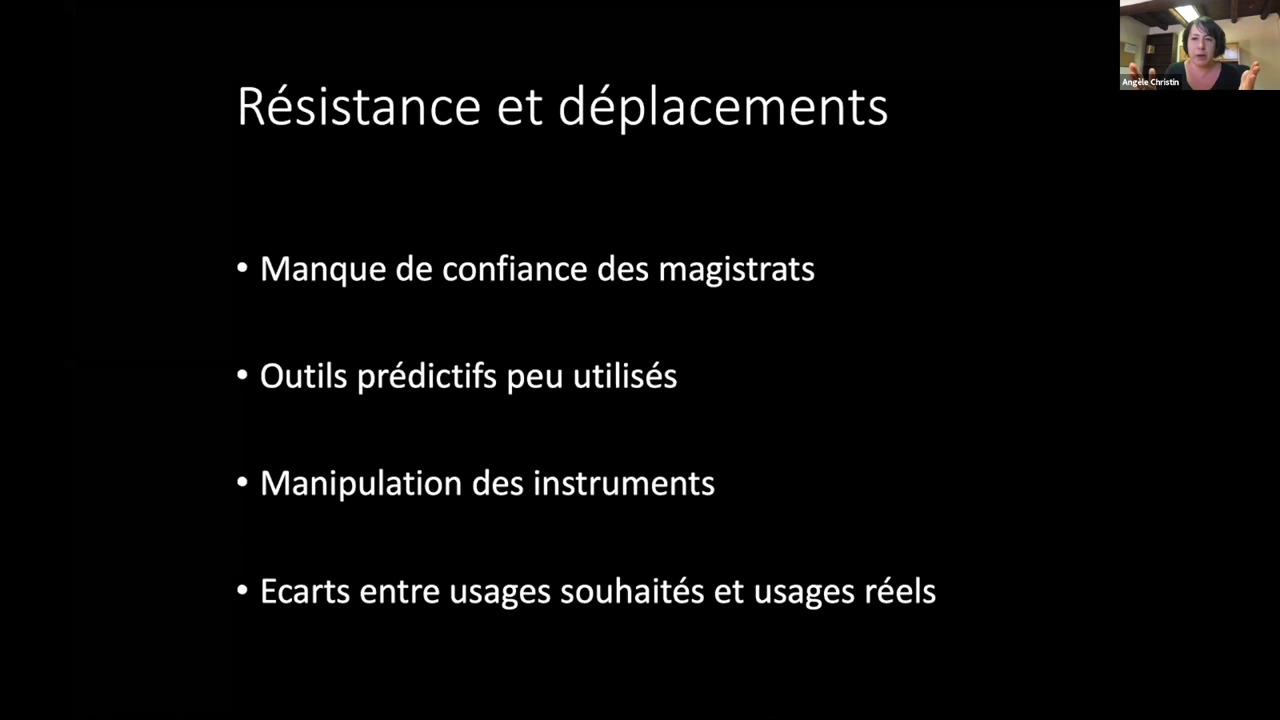 Angèle Christin
Résistance et déplacements
• Manque de confiance des magistrats
• Outils prédictifs peu utilisés
• Manipulation des instruments
• Ecarts entre usages souhaités et usages réels